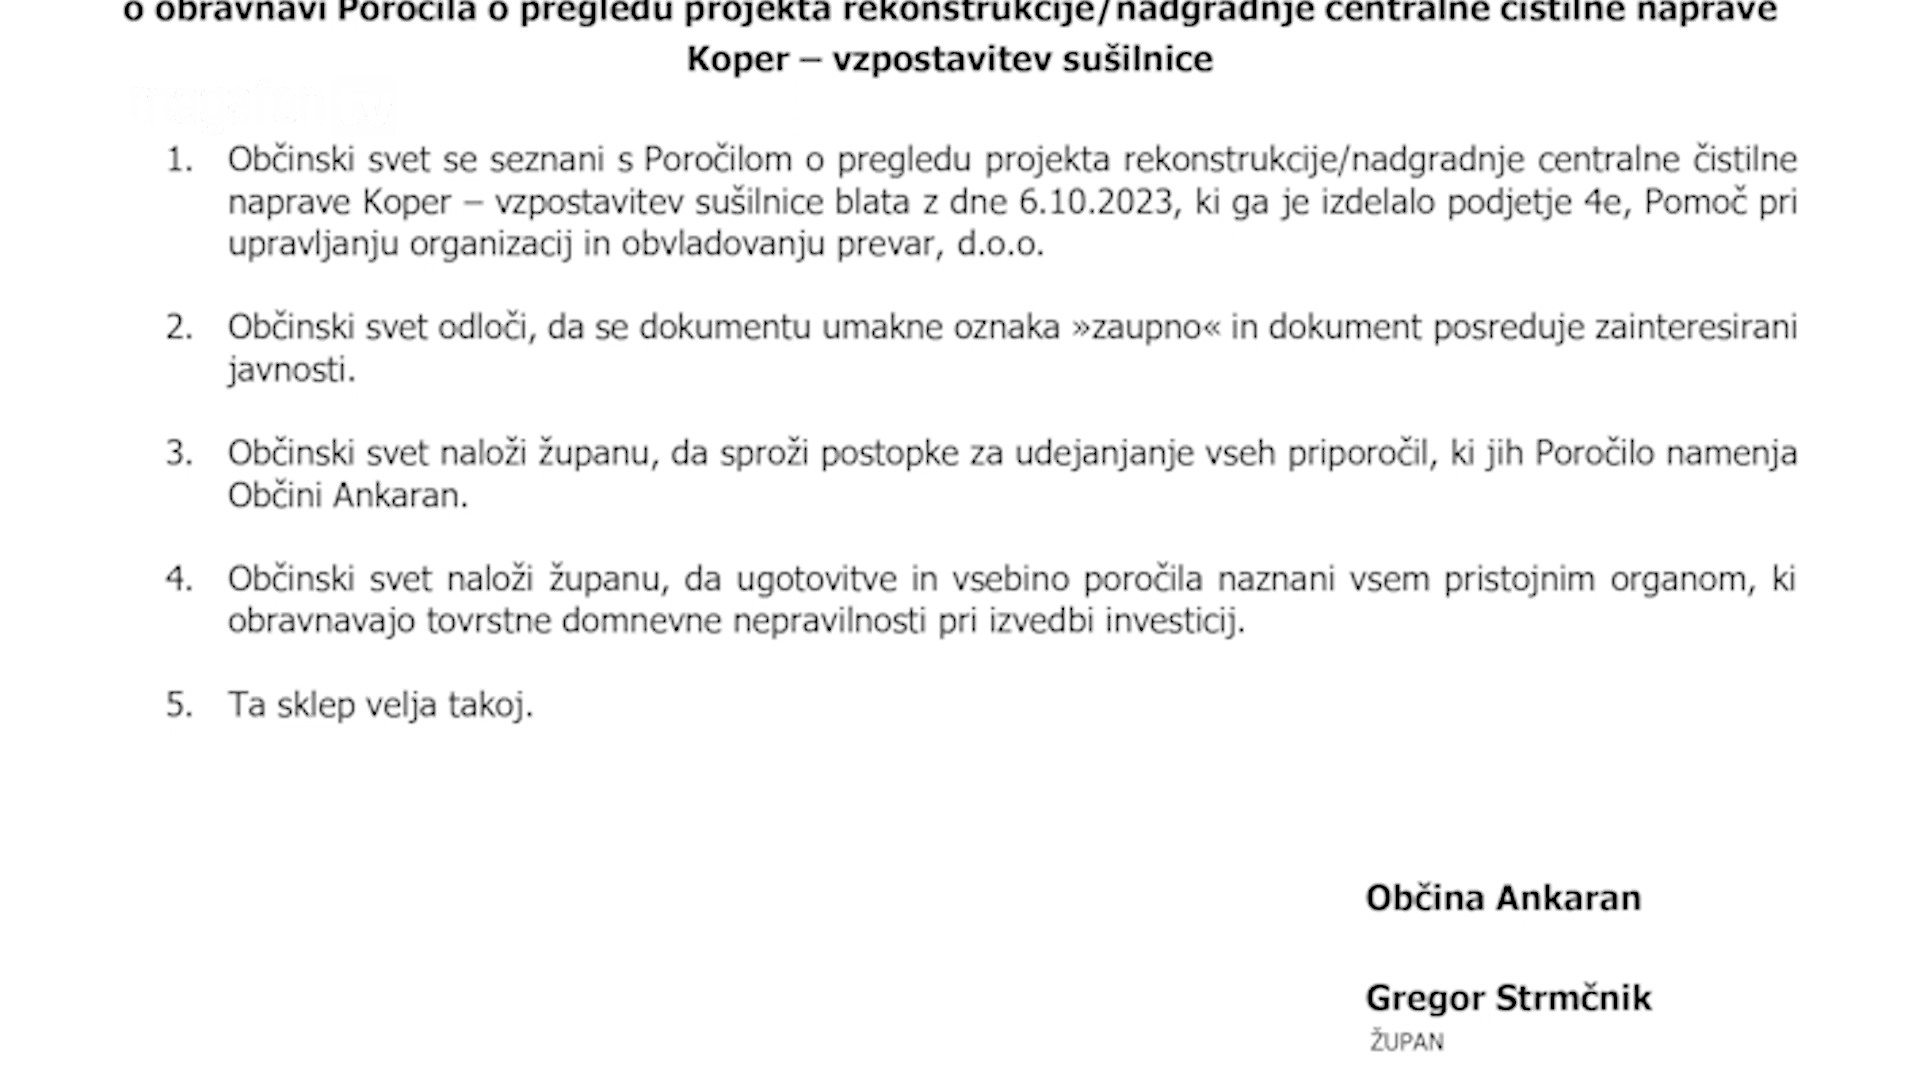 o obravnavi Poročila o pregledu projekta rekonstrukcije/nadgradnje centralne čistilne naprave
Koper – vzpostavitev sušilnice
1. Občinski svet se seznani s Poročilom o pregledu projekta rekonstrukcije/nadgradnje centralne čistilne
naprave Koper – vzpostavitev sušilnice blata z dne 6.10.2023, ki ga je izdelalo podjetje 4e, Pomoč pri
upravljanju organizacij in obvladovanju prevar, d.o.o.
2. Občinski svet odloči, da se dokumentu umakne oznaka »zaupno« in dokument posreduje zainteresirani
javnosti.
3. Občinski svet naloži županu, da sproži postopke za udejanjanje vseh priporočil, ki jih Poročilo namenja
Občini Ankaran.
4. Občinski svet naloži županu, da ugotovitve in vsebino poročila naznani vsem pristojnim organom, ki
obravnavajo tovrstne domnevne nepravilnosti pri izvedbi investicij.
5. Ta sklep velja takoj.
Občina Ankaran
Gregor Strmčnik
ŽUPAN